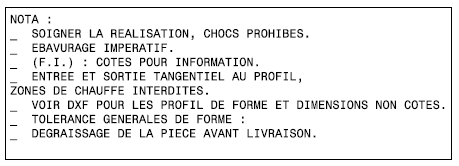 NOTA :
_ SOIGNER LA REALISATION, CHOCS PROHIBES.
_ EBAVURAGE IMPERATIF.
_ (F.I.) : COTES POUR INFORMATION.
_ ENTREE ET SORTIE TANGENTIEL AU PROFIL,
ZONES DE CHAUFFE INTERDITES.
_ VOIR DXF POUR LES PROFIL DE FORME ET DIMENSIONS NON COTES.
_ TOLERANCE GENERALES DE FORME :
_ DEGRAISSAGE DE LA PIECE AVANT LIVRAISON.